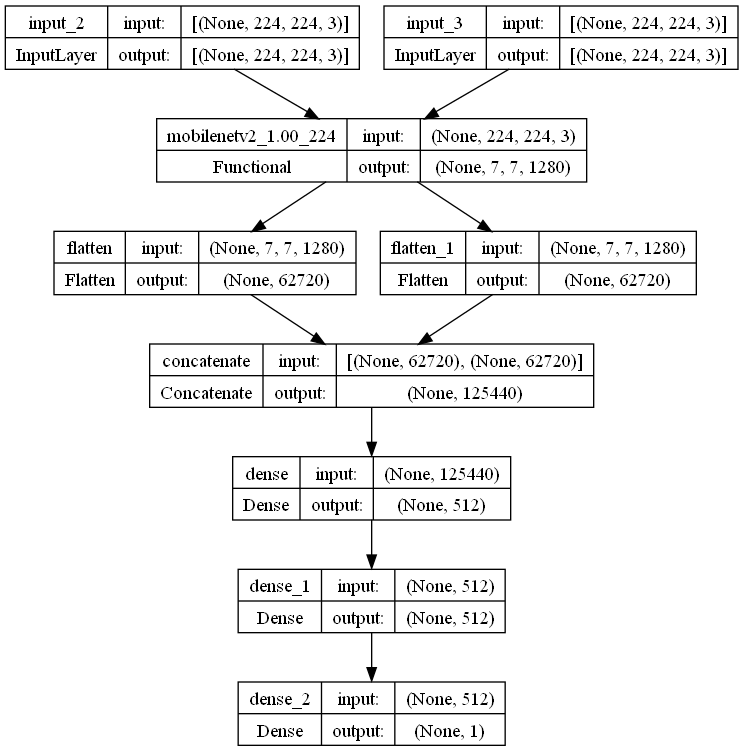 input_2 input: [(None, 224, 224, 3)]
InputLayer output: [(None, 224, 224, 3)]
input_3 input: [(None, 224, 224, 3)]
InputLayer output: [(None, 224, 224, 3)]
mobilenetv2_1.00_224 input: (None, 224, 224, 3)
Functional output: (None, 7, 7, 1280)
flatten input: (None, 7, 7, 1280)
Flatten output: (None, 62720)
flatten_1 input: (None, 7, 7, 1280)
Flatten output: (None, 62720)
concatenate input: [(None, 62720), (None, 62720)]
Concatenate output: (None, 125440)
dense input: (None, 125440)
Dense output: (None, 512)
dense_1 input: (None, 512)
Dense output: (None, 512)
dense_2 input: (None, 512)
Dense output: (None, 1)